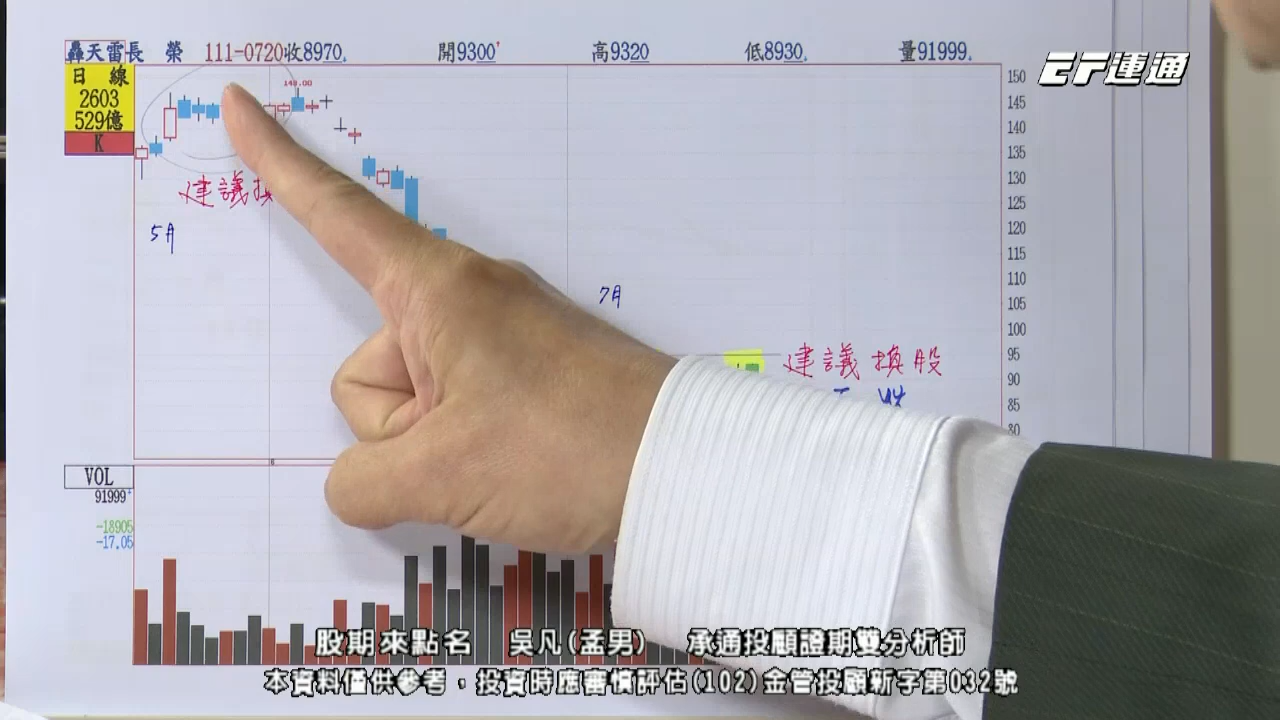 轟天雷長 榮 111-0720收8970. 開9300' 高9320 低8930. 量91999.
EF運通
日 線
2603
529億
K
150
145
140
135
130
125
120
115
110
105
100
95
90
85
80
149.00
建議
5月
7月
建議換股
6
VOL
91999
-18905
-17.05
股期來點名 吳凡(孟男) 承通投顧證期雙分析師
本資料僅供參考，投資時應審慎評估(102)金管投顧新字第032號